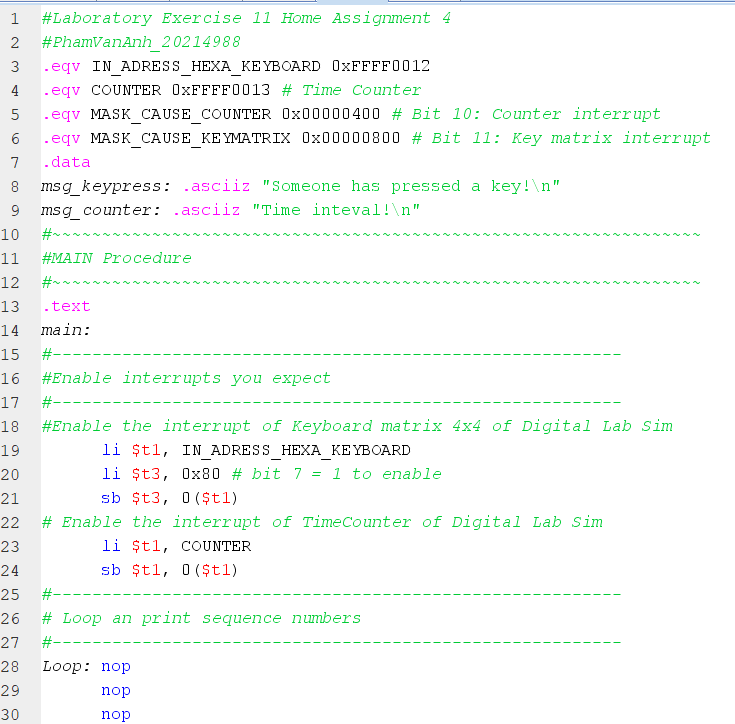 1 #Laboratory Exercise 11 Home Assignment 4
2 #PhamVanAnh_20214988
3 .eqv IN_ADRESS_HEXA_KEYBOARD 0xFFFF0012
4 .eqv COUNTER 0xFFFF0013 # Time Counter
5 .eqv MASK_CAUSE_COUNTER 0x00000400 # Bit 10: Counter interrupt
6 .eqv MASK_CAUSE_KEYMATRIX 0x00000800 # Bit 11: Key matrix interrupt
7 .data
8 msg_keypress: .asciiz "Someone has pressed a key!\n"
9 msg_counter: .asciiz "Time inteval!\n"
10 #~~~~~~~~~~~~~~~~~~~~~~~~~~~~~~~~~~~~~~~~~~~~~~~~~~~~~~~~~~~~~~~~~
11 #MAIN Procedure
12 #~~~~~~~~~~~~~~~~~~~~~~~~~~~~~~~~~~~~~~~~~~~~~~~~~~~~~~~~~~~~~~~~~
13 .text
14 main:
15 #---------------------------------------------------------
16 #Enable interrupts you expect
17 #---------------------------------------------------------
18 #Enable the interrupt of Keyboard matrix 4x4 of Digital Lab Sim
19 li $t1, IN_ADRESS_HEXA_KEYBOARD
20 li $t3, 0x80 # bit 7 = 1 to enable
21 sb $t3, 0($t1)
22 # Enable the interrupt of TimeCounter of Digital Lab Sim
23 li $t1, COUNTER
24 sb $t1, 0($t1)
25 #---------------------------------------------------------
26 # Loop an print sequence numbers
27 #---------------------------------------------------------
28 Loop: nop
29 nop
30 nop